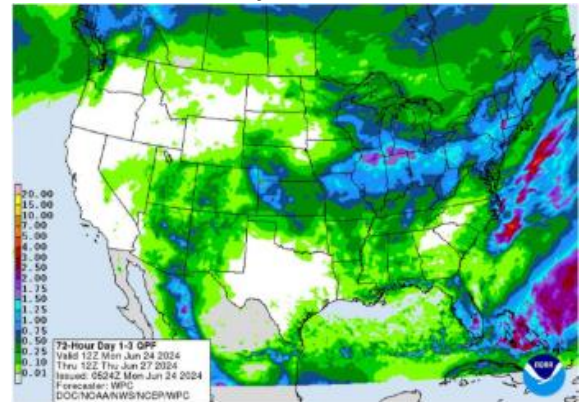 20.00
15.00
10.00
7.00
5.00
4.00
3.00
2.50
2.00
1.75
1.50
1.25
1.00
0.75
0.50
0.25
0.10
0.01
72-Hour Day 1-3 QPF
Valid 12Z Mon Jun 24 2024
Thru 12Z Thu Jun 27 2024
Issued: 0524Z Mon Jun 24 2024
Forecaster: WPC
DOC/NOAA/NWS/NCEP/WPC
NOAA